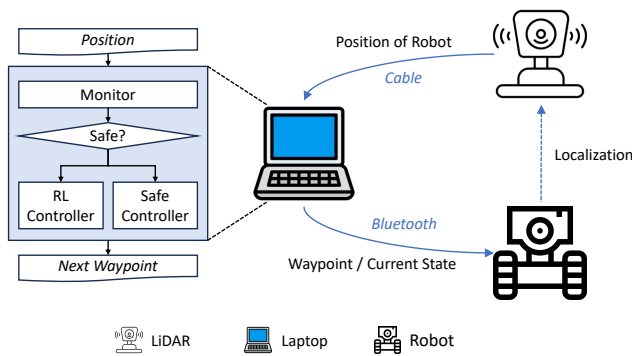 Position
Monitor
Safe?
RL
Controller
Safe
Controller
Next Waypoint
Position of Robot
Cable
Localization
Bluetooth
Waypoint / Current State
LiDAR
Laptop
Robot